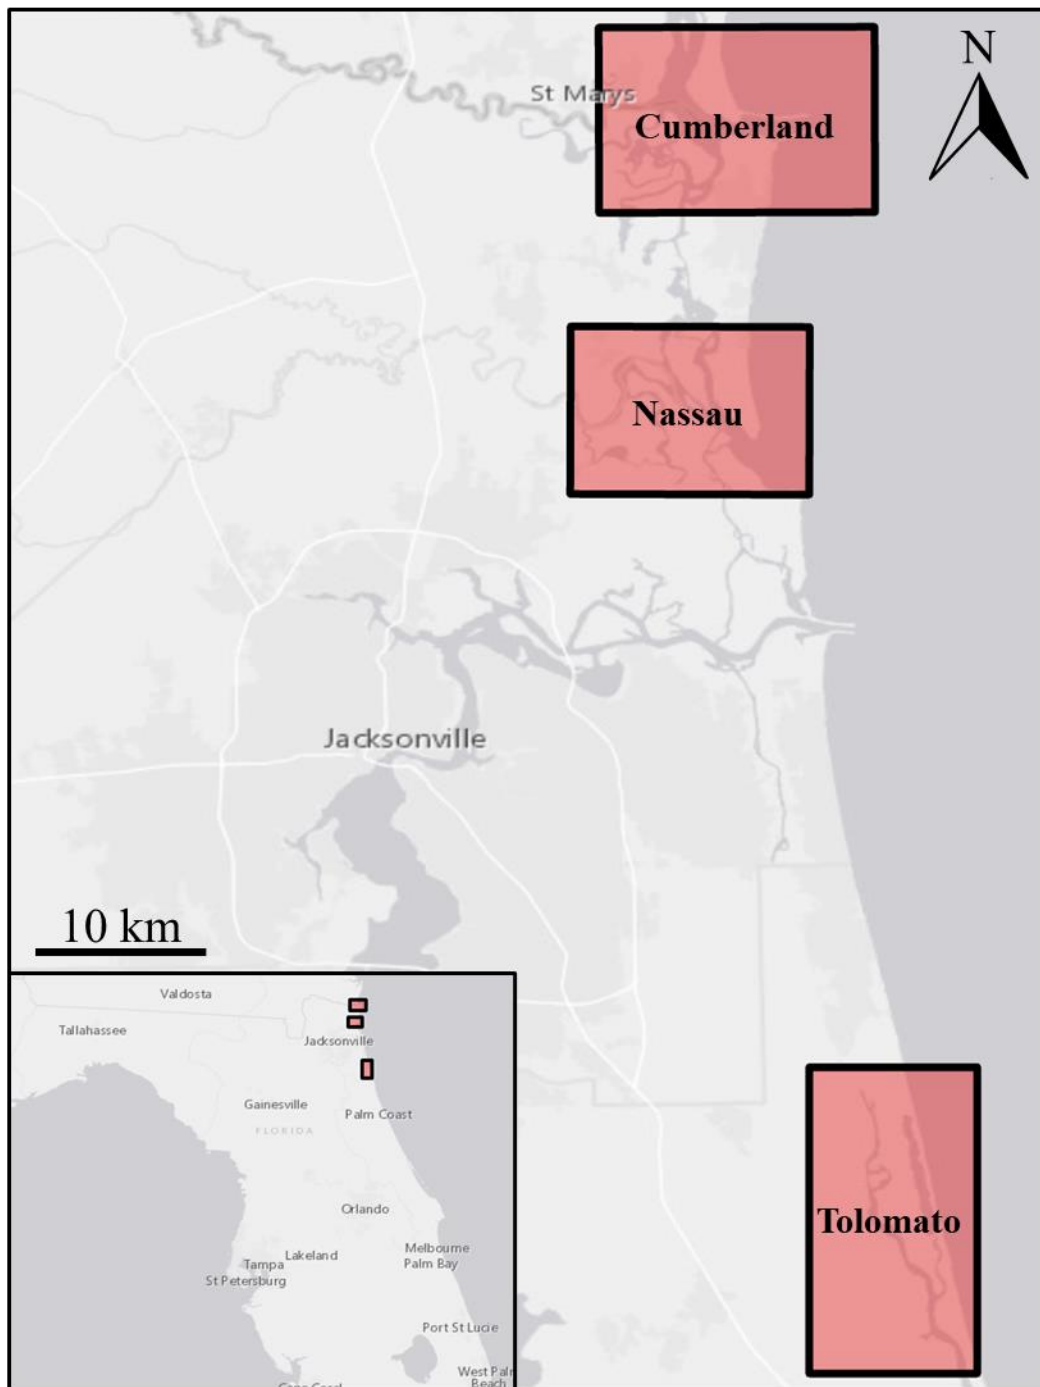 N
St Marys
Cumberland
Nassau
Jacksonville
10 km
Tolomato
Valdosta
Tallahassee
Jacksonville
Gainesville
Palm Coast
FLORIDA
Orlando
Lakeland
Melbourne
Tampa
Palm Bay
St Petersburg
Port St Lucie
West Palm
Beach